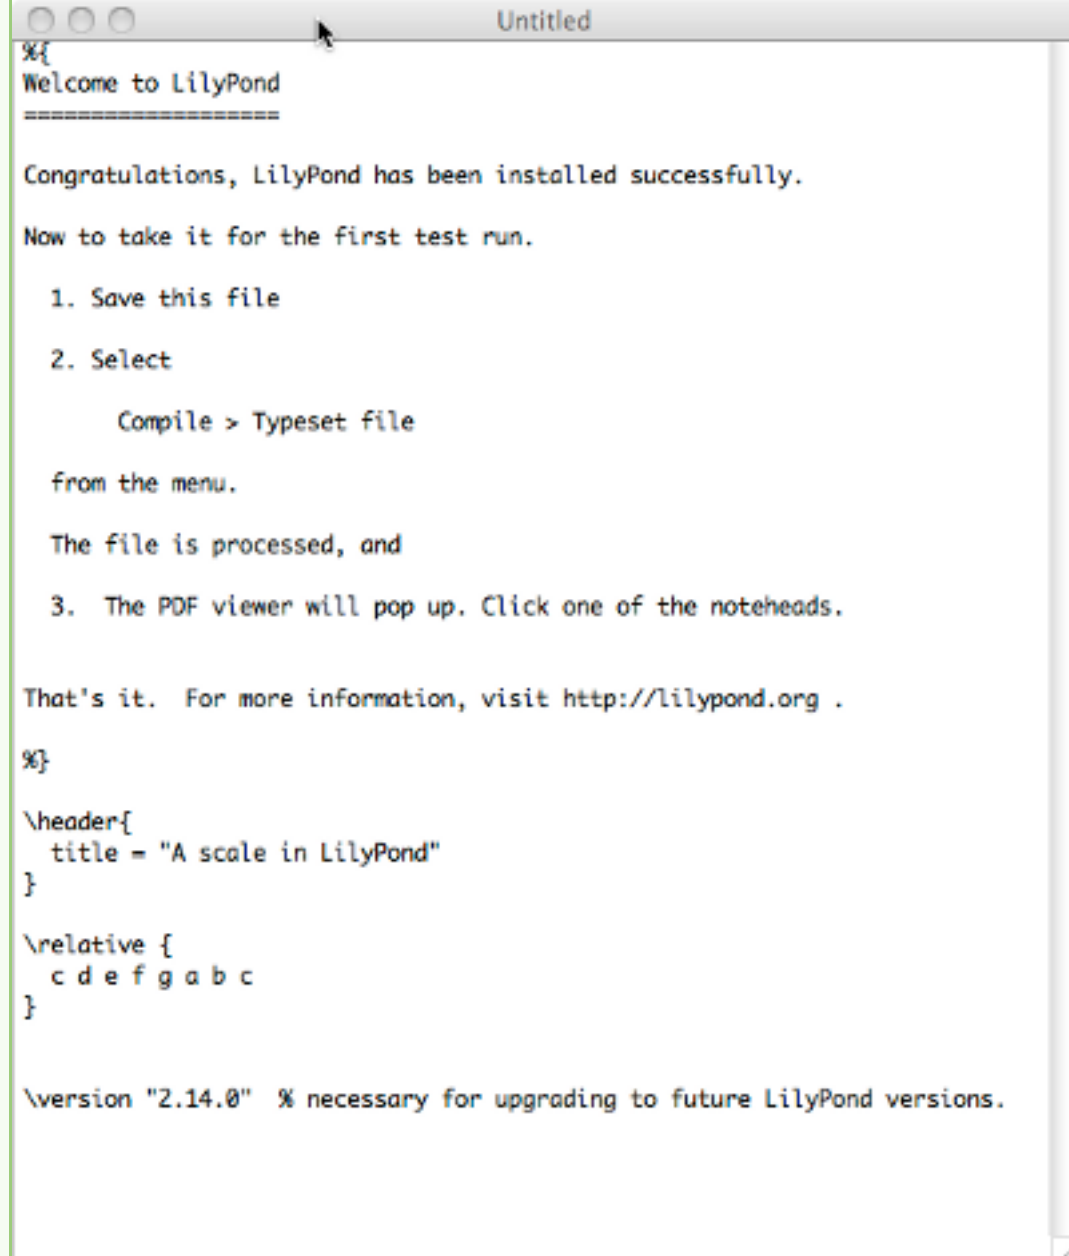 Untitled
%{
Welcome to LilyPond
===================
Congratulations, LilyPond has been installed successfully.
Now to take it for the first test run.
1. Save this file
2. Select
Compile > Typeset file
from the menu.
The file is processed, and
3.  The PDF viewer will pop up. Click one of the noteheads.
That's it.  For more information, visit http://lilypond.org .
%}
\header{
title = "A scale in LilyPond"
}
\relative {
c d e f g a b c
}
\version "2.14.0"  % necessary for upgrading to future LilyPond versions.